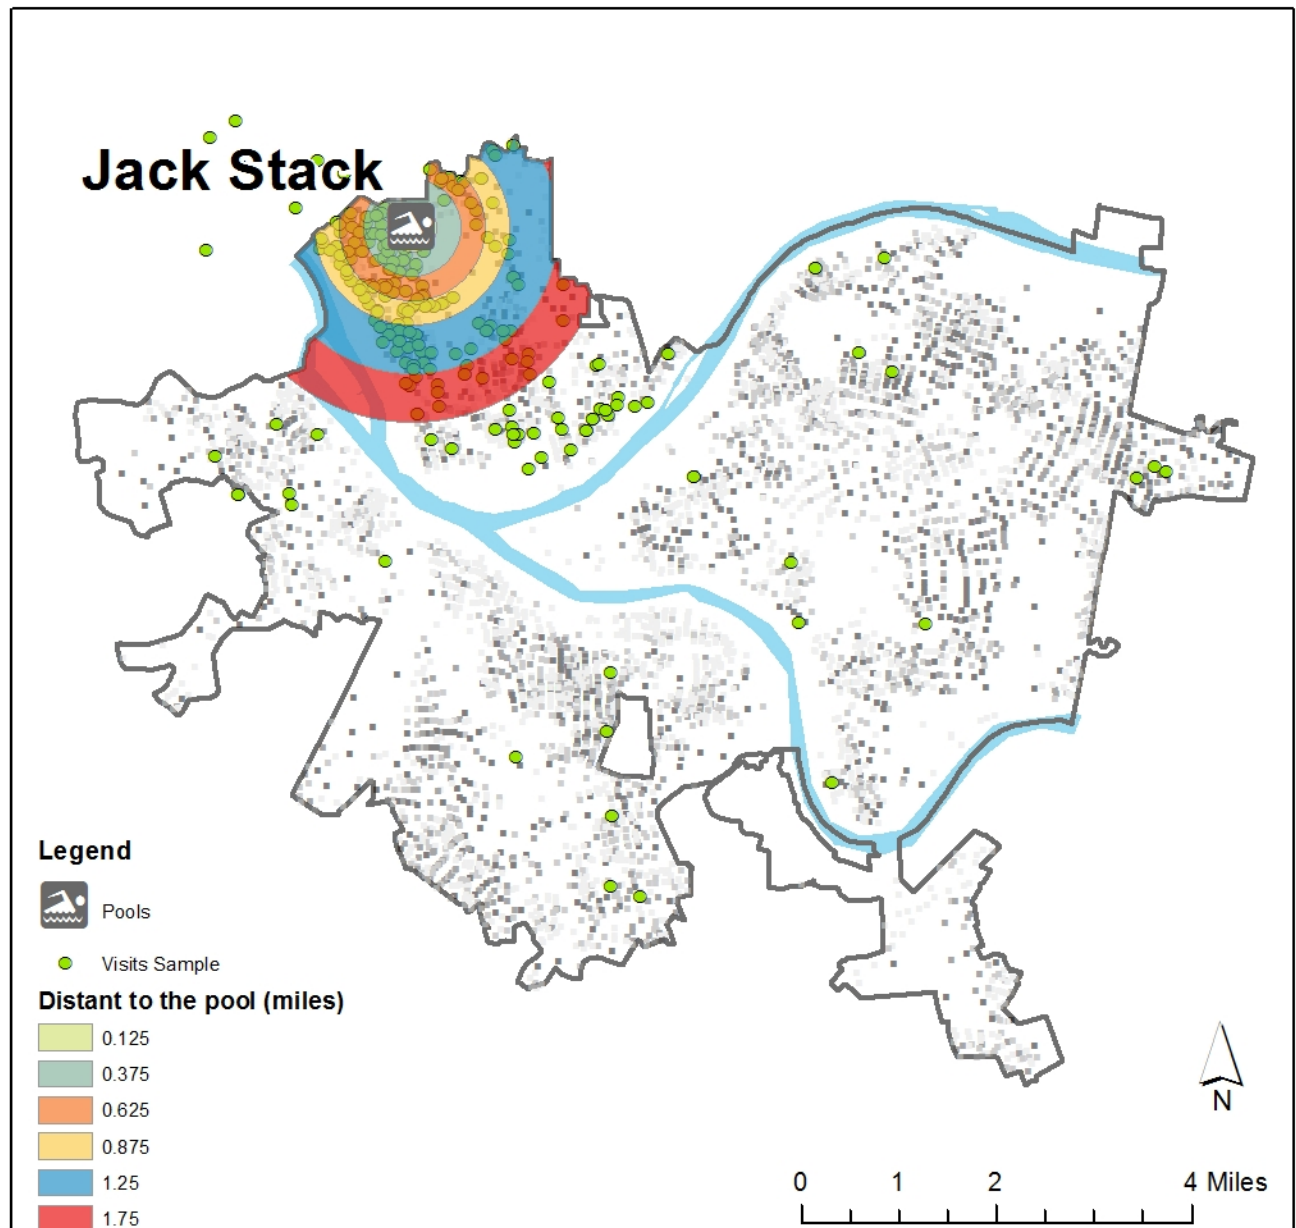 Jack Stack
Legend
Pools
Visits Sample
Distant to the pool (miles)
0.125
0.375
0.625
0.875
1.25
1.75
N
0 1 2 4 Miles